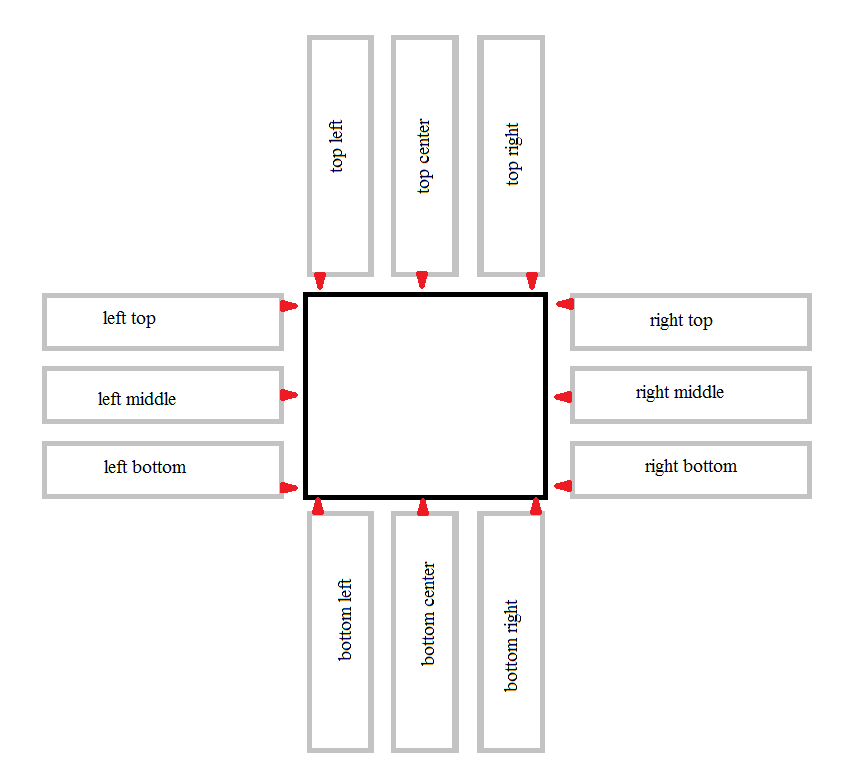 top left
top center
top right
left top
right top
left middle
right middle
left bottom
right bottom
bottom left
bottom center
bottom right